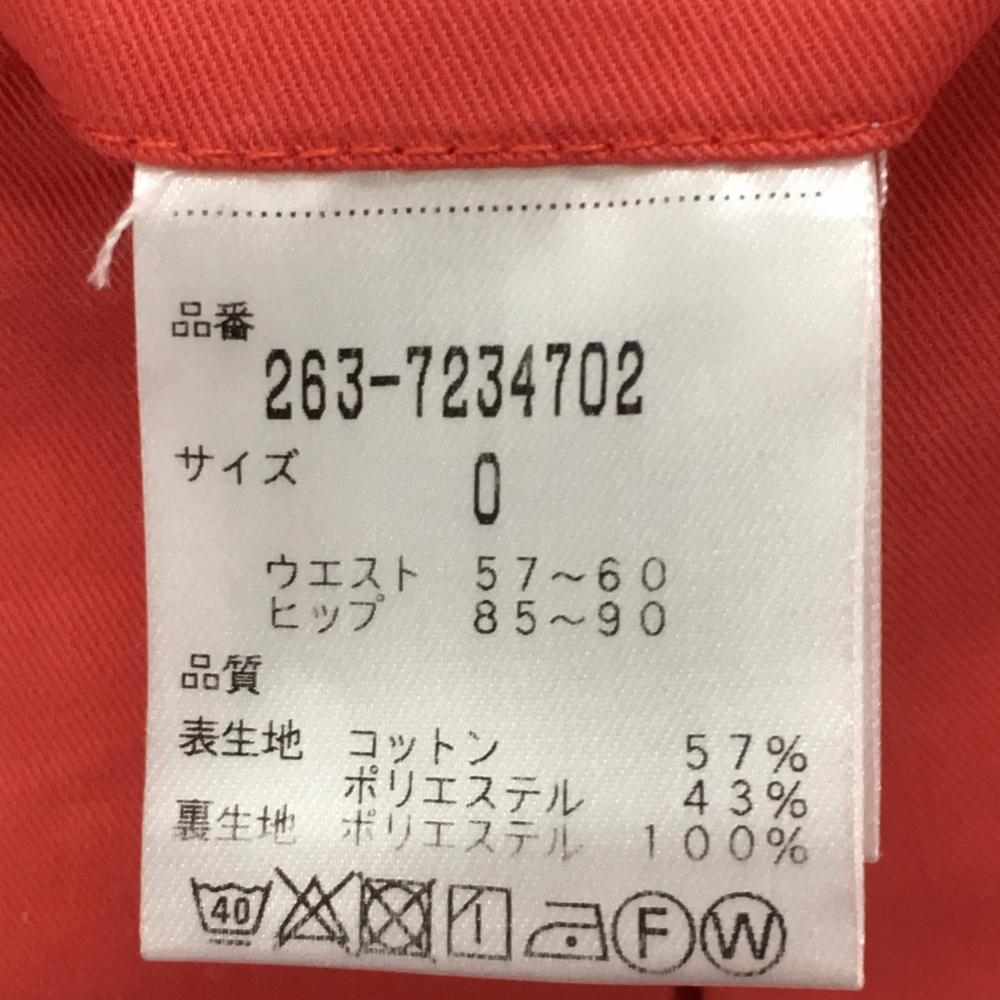 品番
263-7234702
サイズ 0
ウエスト 57～60
ヒップ 85～90
品質
表生地 コットン 57%
ポリエステル 43%
裏生地 ポリエステル 100%
40 F W